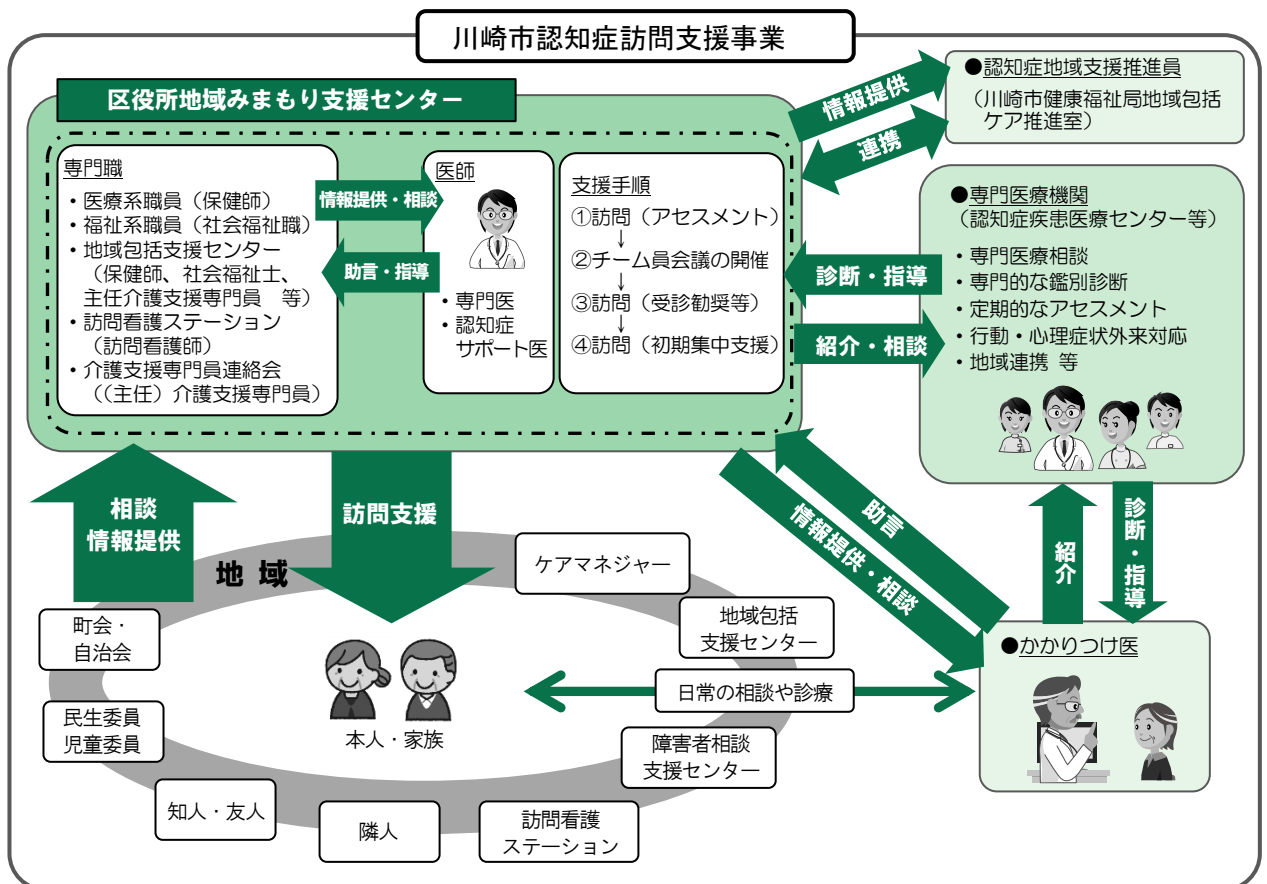 川崎市認知症訪問支援事業
区役所地域みまもり支援センター
専門職
・医療系職員（保健師）
・福祉系職員（社会福祉職）
・地域包括支援センター
（保健師、社会福祉士、
主任介護支援専門員　等）
・訪問看護ステーション
（訪問看護師）
・介護支援専門員連絡会
（（主任）介護支援専門員）
情報提供・相談
助言・指導
医師
・専門医
・認知症
サポート医
支援手順
①訪問（アセスメント）
↓
②チーム員会議の開催
↓
③訪問（受診勧奨等）
↓
④訪問（初期集中支援）
情報提供
連携
●認知症地域支援推進員
（川崎市健康福祉局地域包括
ケア推進室）
診断・指導
紹介・相談
●専門医療機関
（認知症疾患医療センター等）
・専門医療相談
・専門的な鑑別診断
・定期的なアセスメント
・行動・心理症状外来対応
・地域連携 等
相談
情報提供
訪問支援
助言
情報提供・相談
紹介
診断・指導
地 域
ケアマネジャー
地域包括
支援センター
町会・
自治会
民生委員
児童委員
知人・友人
隣人
訪問看護
ステーション
障害者相談
支援センター
日常の相談や診療
本人・家族
●かかりつけ医